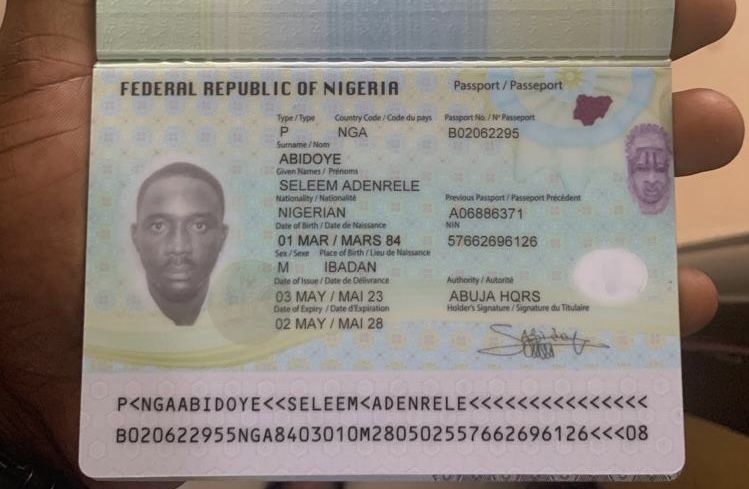 FEDERAL REPUBLIC OF NIGERIA
Passport / Passeport
Type / Type Country Code / Code du pays Passport No. / N° Passeport
P NGA B02062295
Surname / Nom
ABIDOYE
Given Names / Prénoms
SELEEM ADENRELE
Nationality / Nationalité Previous Passport / Passeport Précédent
NIGERIAN A06886371
Date of Birth / Date de Naissance NIN
01 MAR / MARS 84 57662696126
Sex / Sexe Place of Birth / Lieu de Naissance
M IBADAN
Date of Issue / Date de Délivrance Authority / Autorité
03 MAY / MAI 23 ABUJA HQRS
Date of Expiry / Date d'Expiration Holder's Signature / Signature du Titulaire
02 MAY / MAI 28
P<NGAABIDOYE<<SELEEM<ADENRELE<<<<<<<<<<<<<<<
B020622955NGA8403010M280502557662696126<<<08